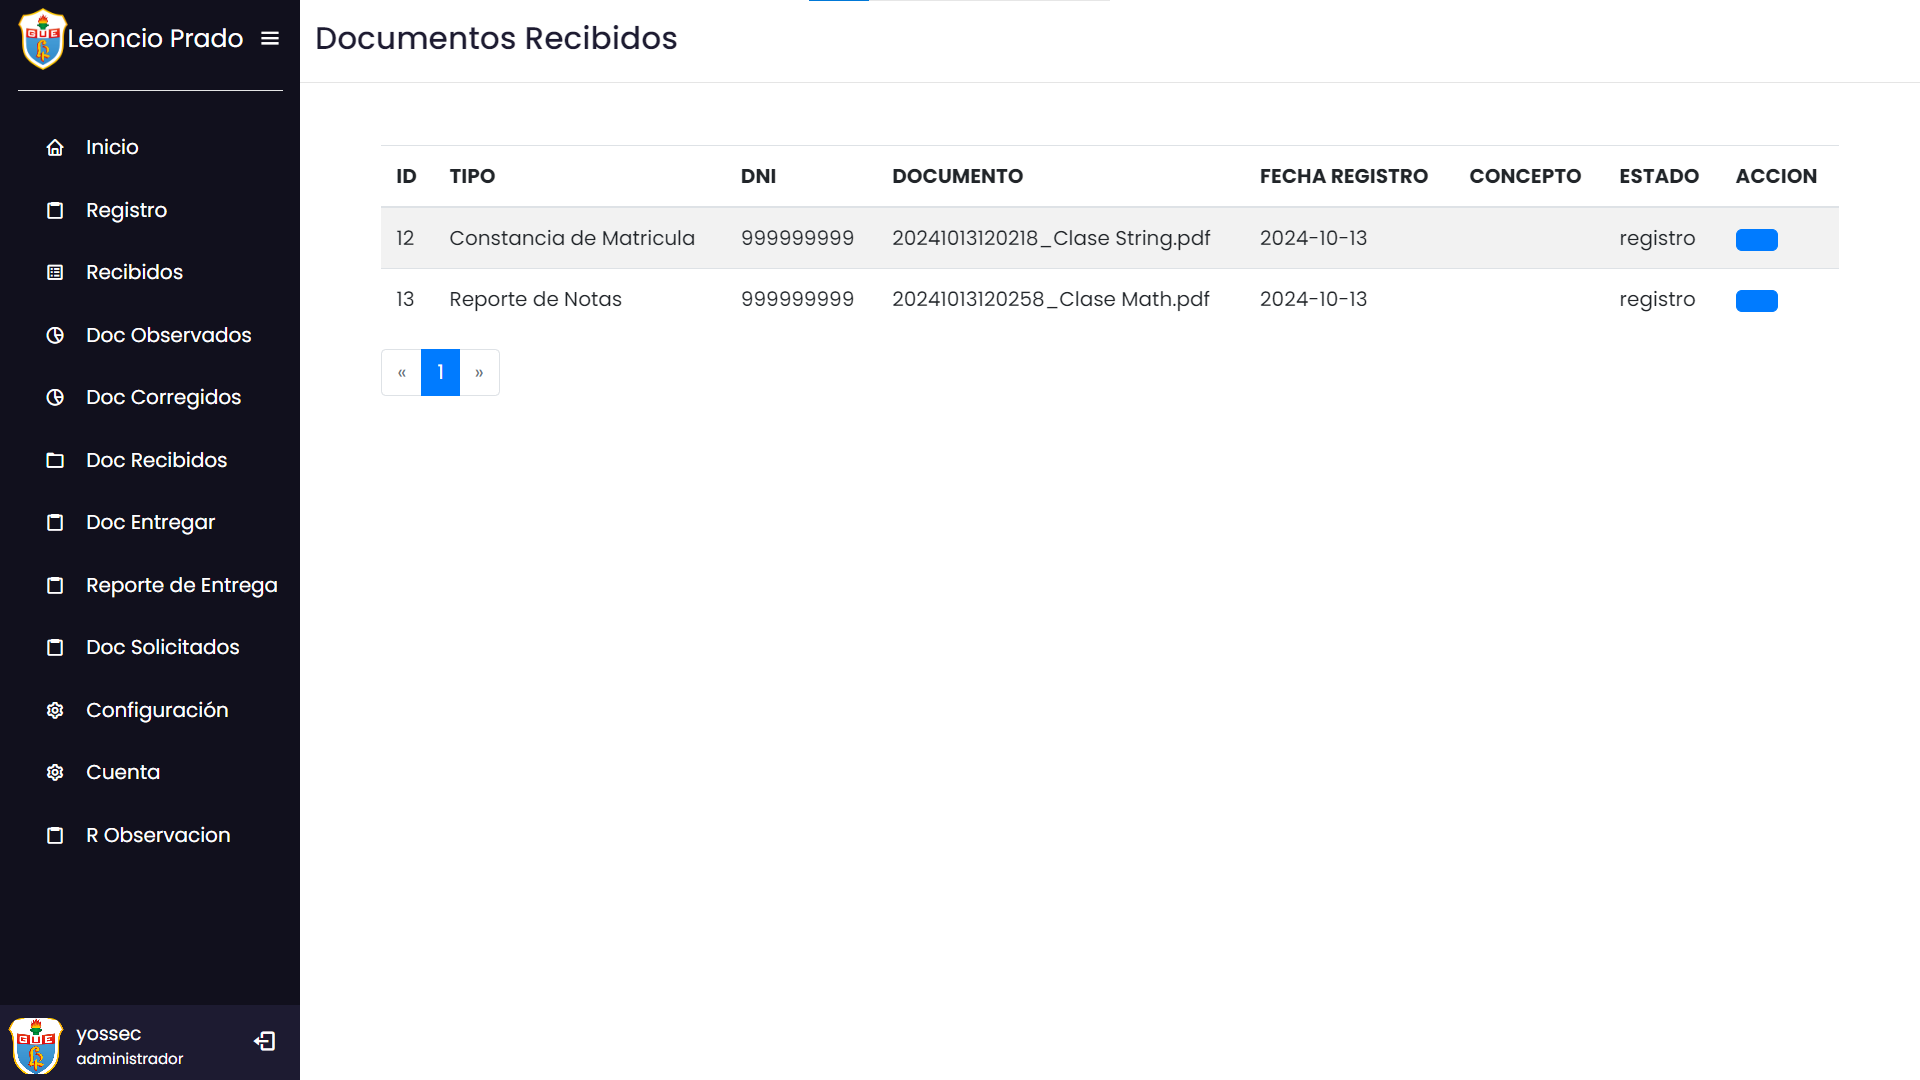 GUE
Leoncio Prado
Inicio
Registro
Recibidos
Doc Observados
Doc Corregidos
Doc Recibidos
Doc Entregar
Reporte de Entrega
Doc Solicitados
Configuración
Cuenta
R Observacion
GUE
yossec
administrador
Documentos Recibidos
ID TIPO DNI DOCUMENTO FECHA REGISTRO CONCEPTO ESTADO ACCION
12 Constancia de Matricula 999999999 20241013120218_Clase String.pdf 2024-10-13 registro
13 Reporte de Notas 999999999 20241013120258_Clase Math.pdf 2024-10-13 registro
« 1 »